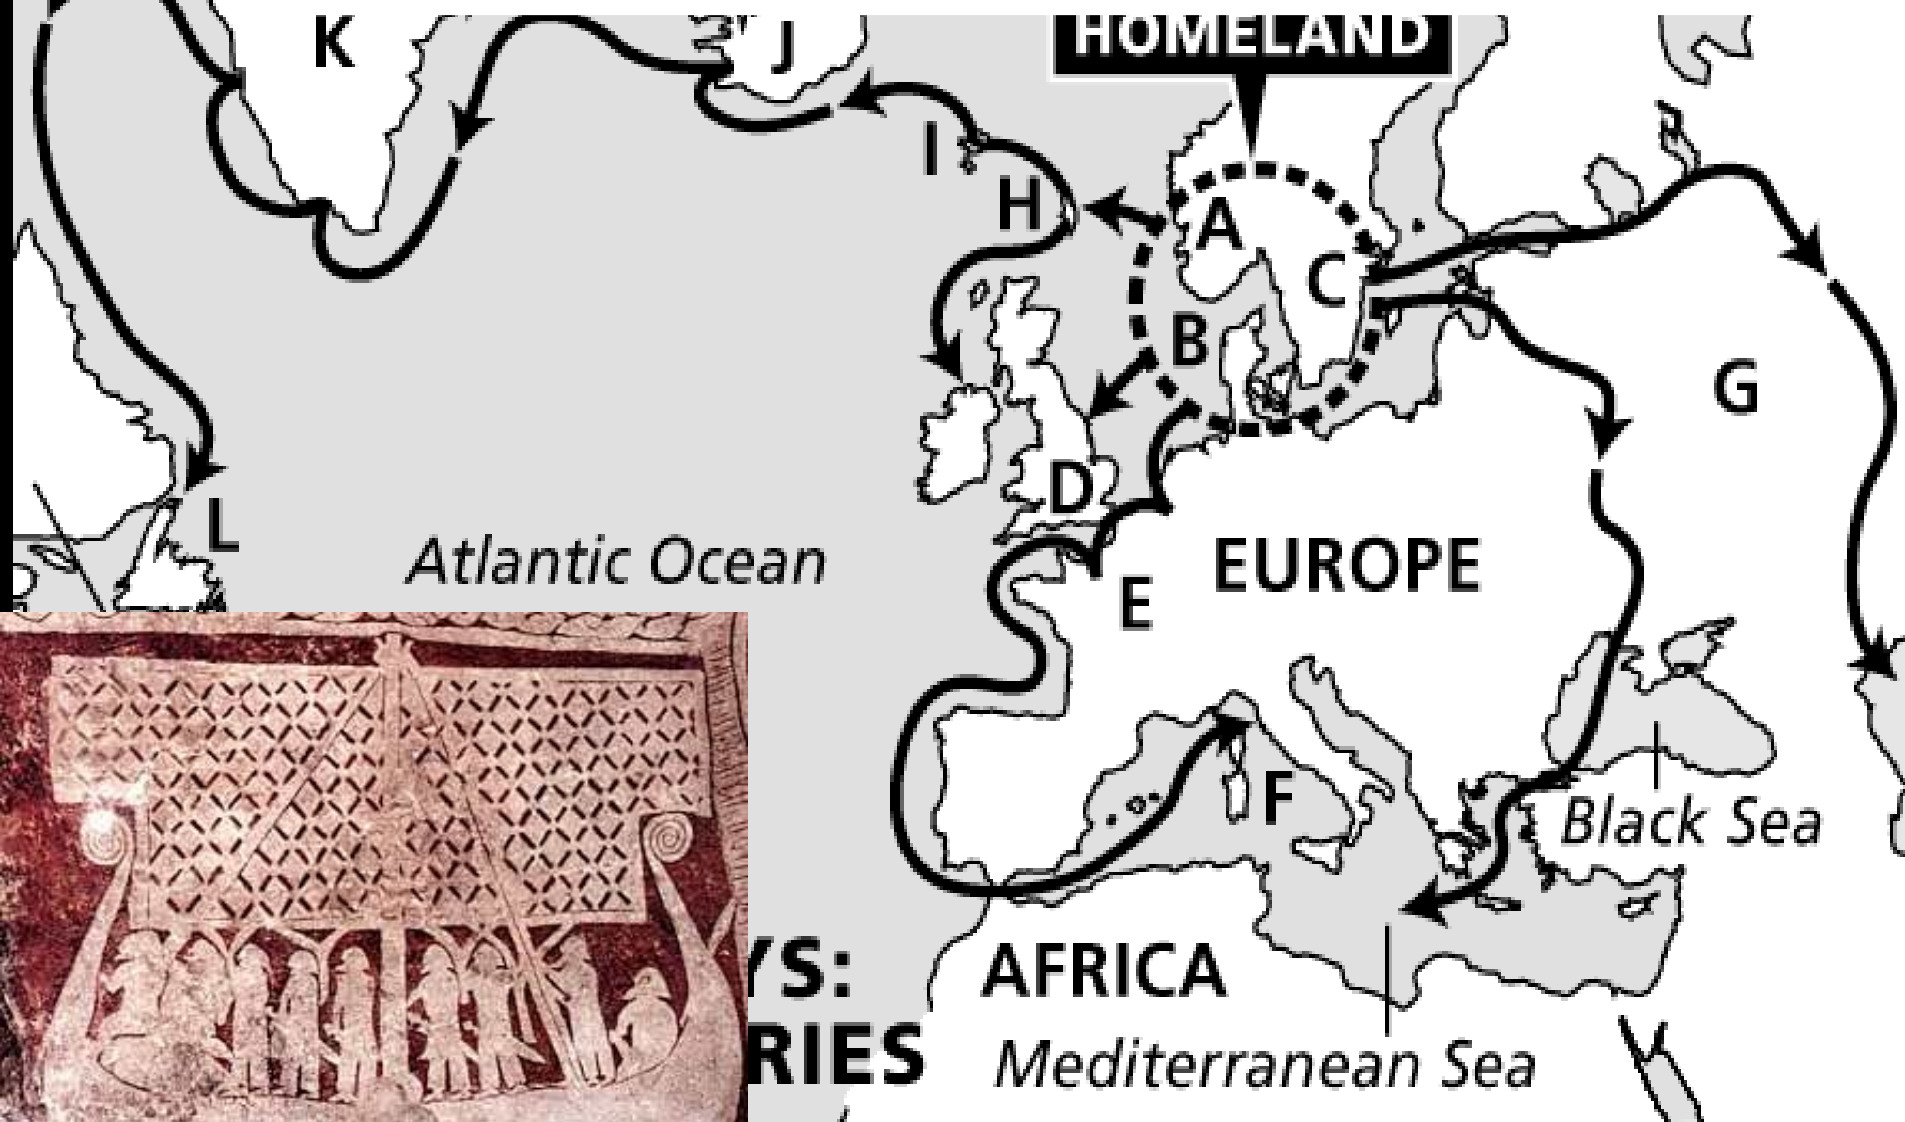 K
J
HOMELAND
I
H
A
C
B
G
L
D
Atlantic Ocean
EUROPE
E
F
Black Sea
YS:
AFRICA
RIES
Mediterranean Sea